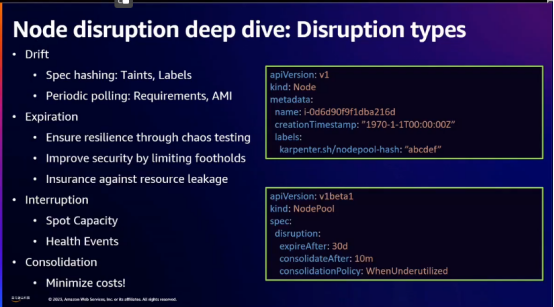 Node disruption deep dive: Disruption types
• Drift
• Spec hashing: Taints, Labels
• Periodic polling: Requirements, AMI
• Expiration
• Ensure resilience through chaos testing
• Improve security by limiting footholds
• Insurance against resource leakage
• Interruption
• Spot Capacity
• Health Events
• Consolidation
• Minimize costs!
apiVersion: v1
kind: Node
metadata:
name: i-0d6d90f9f1dba216d
creationTimestamp: "1970-1-1T00:00:00Z"
labels:
karpenter.sh/nodepool-hash: "abcdef"
apiVersion: v1beta1
kind: NodePool
spec:
disruption:
expireAfter: 30d
consolidateAfter: 10m
consolidationPolicy: WhenUnderutilized
© 2023, Amazon Web Services, Inc. or its affiliates. All rights reserved.